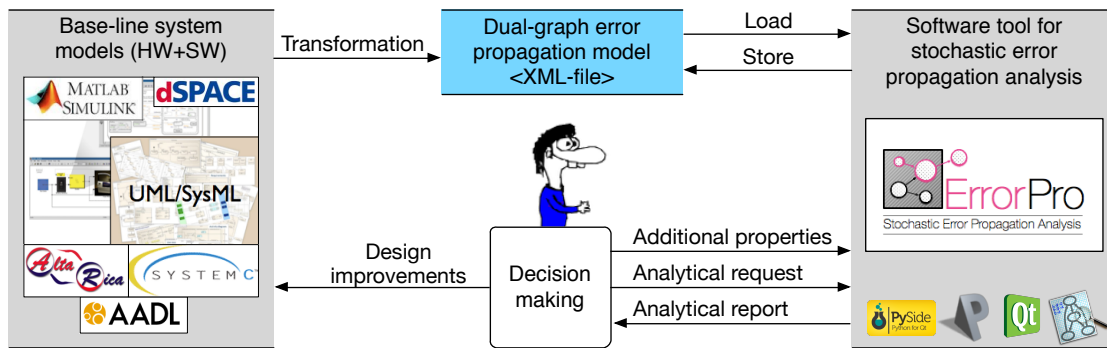 Base-line system
models (HW+SW)
MATLAB
SIMULINK
dSPACE
UML/SysML
Alta
Rica
SYSTEM C
AADL
Transformation
Dual-graph error
propagation model
<XML-file>
Load
Store
Software tool for
stochastic error
propagation analysis
ErrorPro
Stochastic Error Propagation Analysis
Design
improvements
Decision
making
Additional properties
Analytical request
Analytical report
PySide
Python for Qt
P
Qt